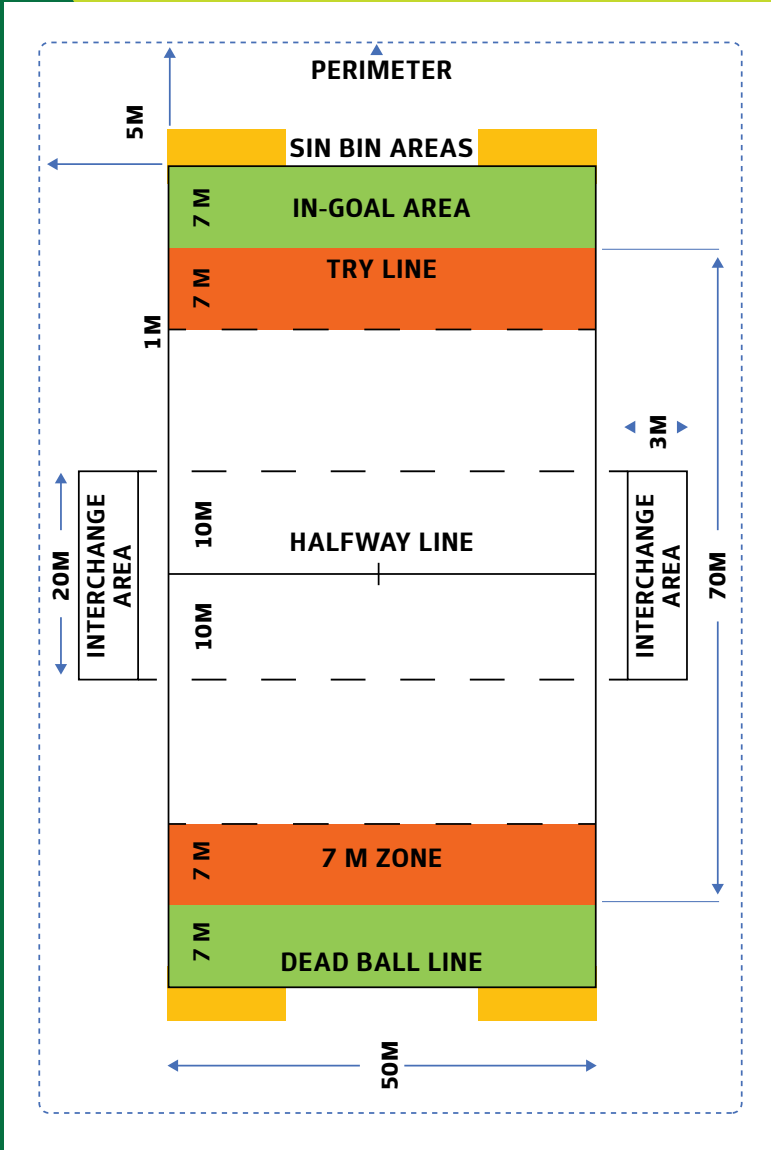 PERIMETER
5M
SIN BIN AREAS
7 M
IN-GOAL AREA
7 M
TRY LINE
1M
3M
INTERCHANGE
AREA
20M
10M
HALFWAY LINE
10M
INTERCHANGE
AREA
70M
7 M
7 M ZONE
7 M
DEAD BALL LINE
50M